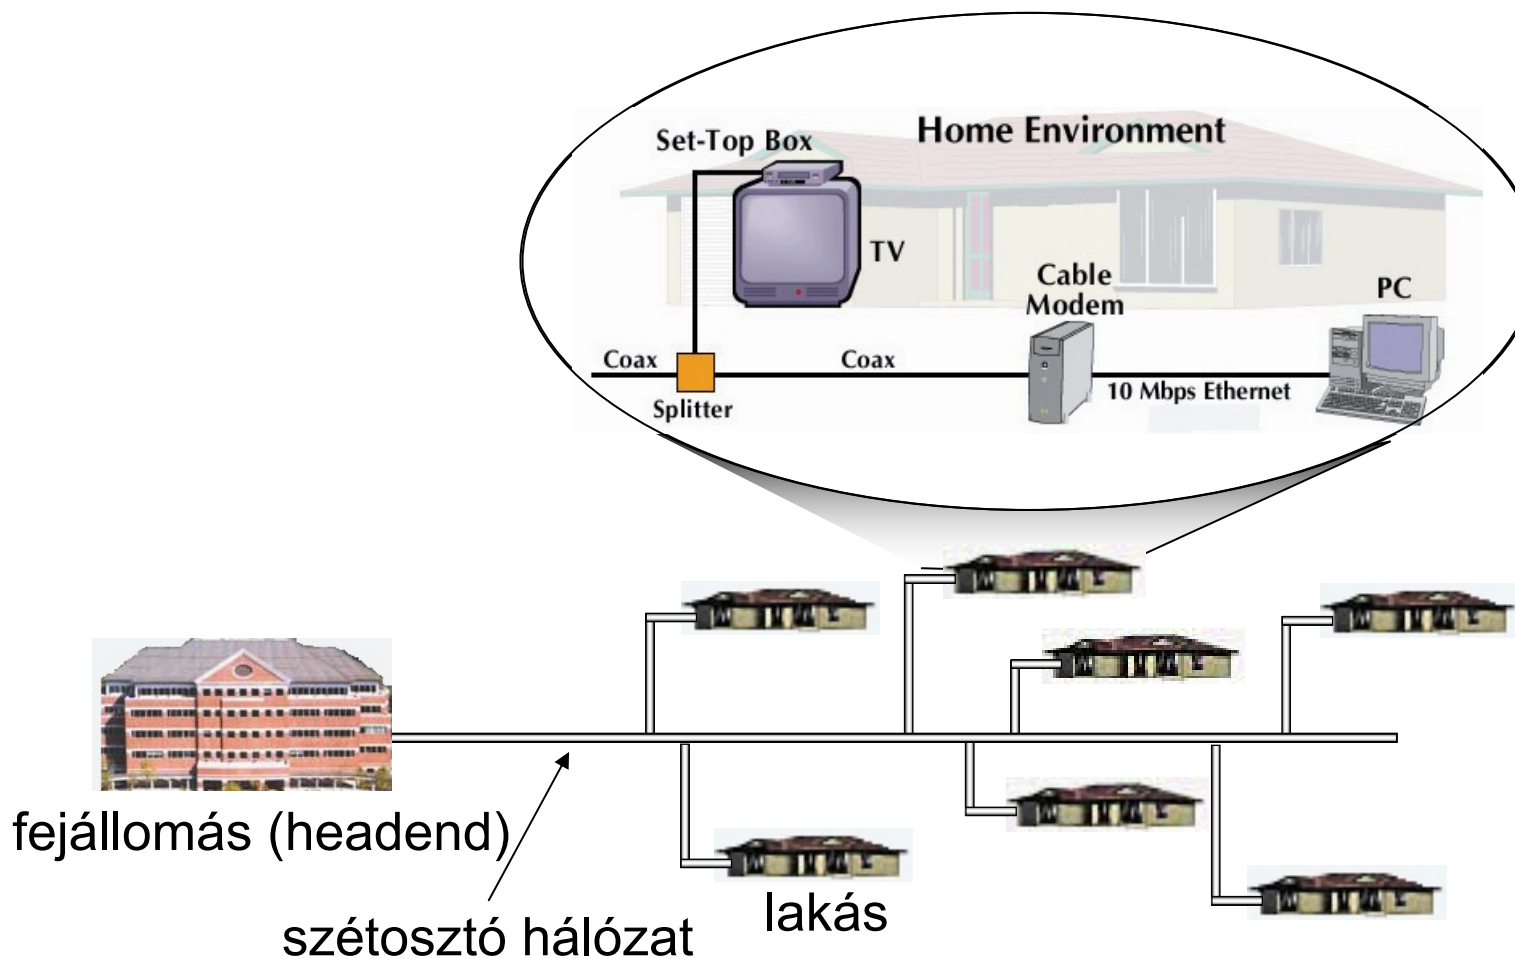 Home Environment
Set-Top Box
TV
Cable
Modem
PC
Coax
Coax
10 Mbps Ethernet
Splitter
fejállomás (headend)
lakás
szétosztó hálózat